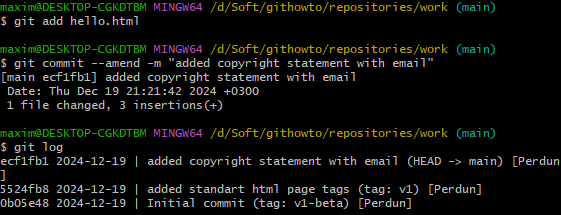 maxim@DESKTOP-CGKDTBM MINGW64 /d/Soft/githowto/repositories/work (main)
$ git add hello.html
maxim@DESKTOP-CGKDTBM MINGW64 /d/Soft/githowto/repositories/work (main)
$ git commit --amend -m "added copyright statement with email"
[main ecf1fb1] added copyright statement with email
 Date: Thu Dec 19 21:21:42 2024 +0300
 1 file changed, 3 insertions(+)
maxim@DESKTOP-CGKDTBM MINGW64 /d/Soft/githowto/repositories/work (main)
$ git log
ecf1fb1 2024-12-19 | added copyright statement with email (HEAD -> main) [Perdun
]
5524fb8 2024-12-19 | added standart html page tags (tag: v1) [Perdun]
0b05e48 2024-12-19 | Initial commit (tag: v1-beta) [Perdun]